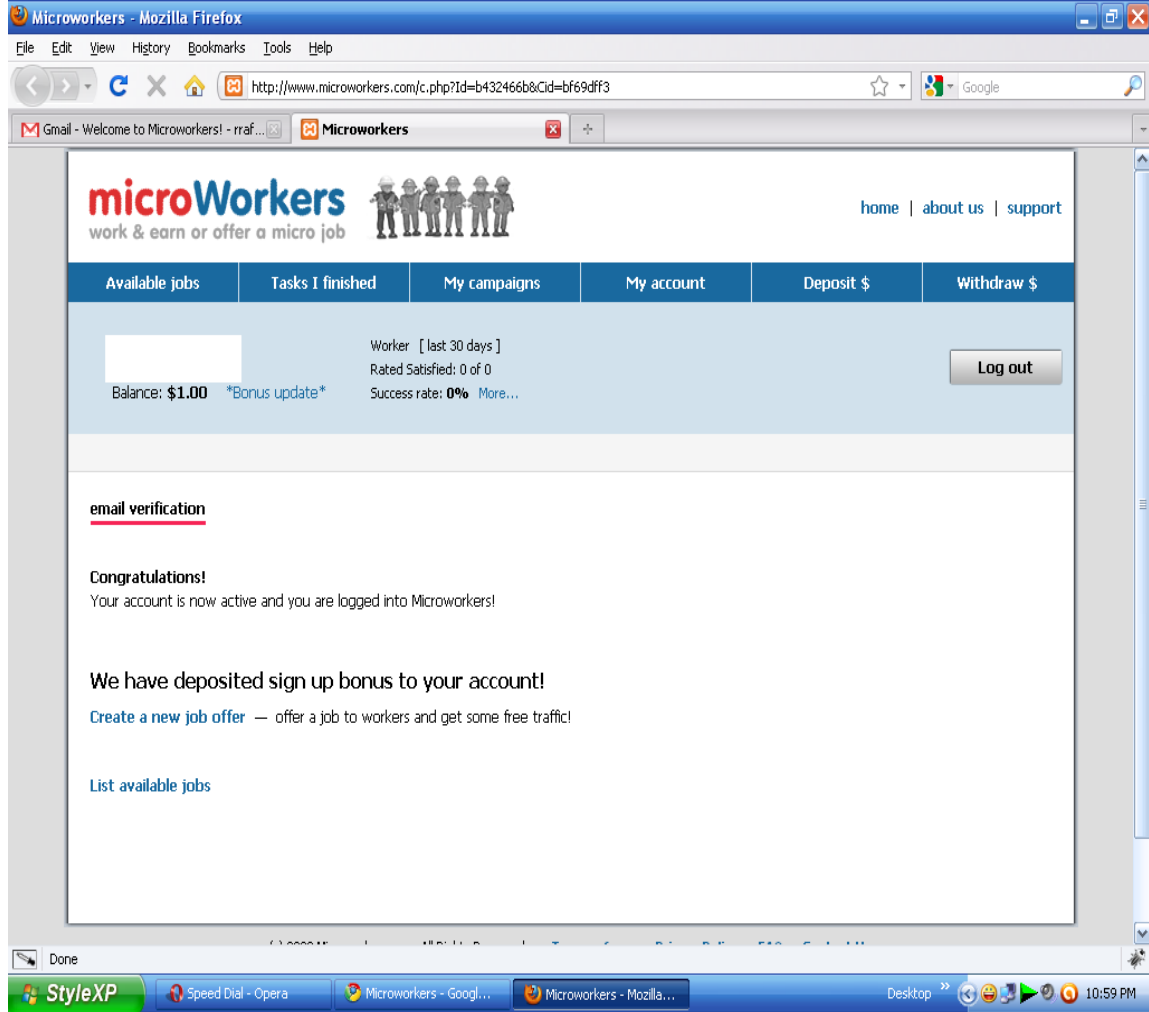 Microworkers - Mozilla Firefox
File Edit View History Bookmarks Tools Help
http://www.microworkers.com/c.php?Id=b432466b8&Cid=bf69dff3
Google
Gmail - Welcome to Microworkers! - rraf...
Microworkers
microWorkers
work & earn or offer a micro job
home | about us | support
Available jobs Tasks I finished My campaigns My account Deposit $ Withdraw $
Worker [ last 30 days ]
Rated Satisfied: 0 of 0
Log out
Balance: $1.00 *Bonus update* Success rate: 0% More...
email verification
Congratulations!
Your account is now active and you are logged into Microworkers!
We have deposited sign up bonus to your account!
Create a new job offer — offer a job to workers and get some free traffic!
List available jobs
Done
StyleXP Speed Dial - Opera Microworkers - Googl... Microworkers - Mozilla... Desktop » 10:59 PM